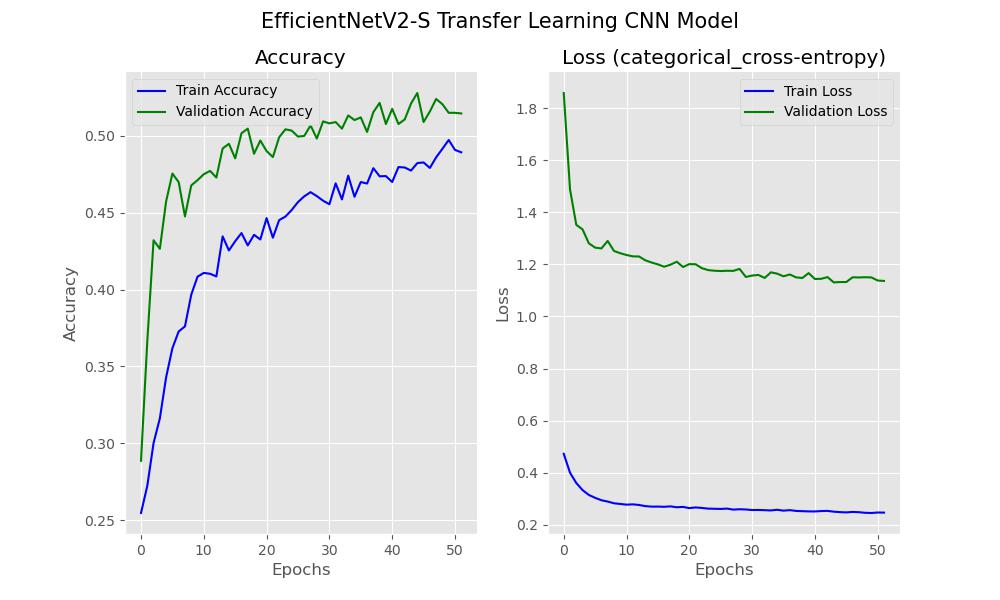 EfficientNetV2-S Transfer Learning CNN Model
Accuracy
Train Accuracy
Validation Accuracy
0.50
0.45
0.40
0.35
0.30
0.25
Accuracy
0 10 20 30 40 50
Epochs
Loss (categorical_cross-entropy)
Train Loss
Validation Loss
1.8
1.6
1.4
1.2
1.0
0.8
0.6
0.4
0.2
Loss
0 10 20 30 40 50
Epochs